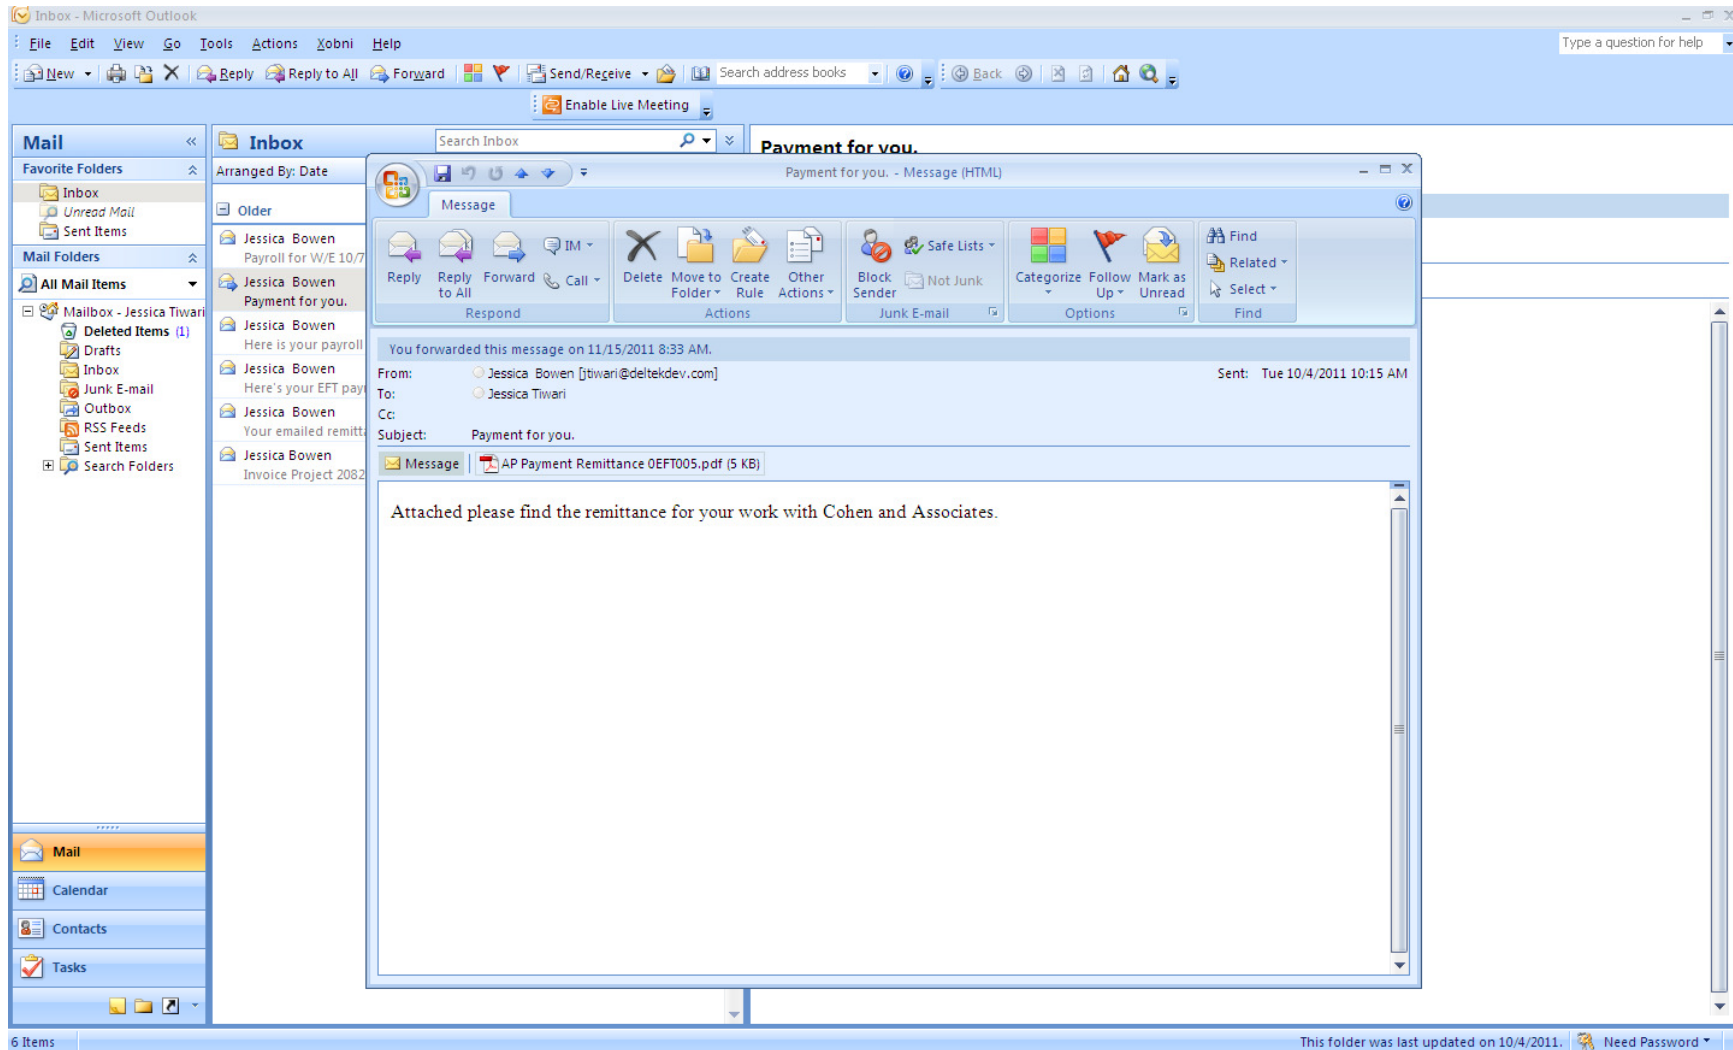 Inbox - Microsoft Outlook
File Edit View Go Tools Actions Xobni Help
Type a question for help
New Reply Reply to All Forward Send/Receive Search address books Back
Enable Live Meeting
Mail
Favorite Folders
Inbox
Unread Mail
Sent Items
Mail Folders
All Mail Items
Mailbox - Jessica Tiwari
Deleted Items (1)
Drafts
Inbox
Junk E-mail
Outbox
RSS Feeds
Sent Items
Search Folders
Mail
Calendar
Contacts
Tasks
Inbox
Search Inbox
Arranged By: Date
Older
Jessica Bowen
Payroll for W/E 10/7
Jessica Bowen
Payment for you.
Jessica Bowen
Here is your payroll
Jessica Bowen
Here's your EFT pay
Jessica Bowen
Your emailed remitt
Jessica Bowen
Invoice Project 2082
Payment for you.
Payment for you. - Message (HTML)
Message
Reply
Reply to All
Forward
IM
Call
Respond
Delete
Move to Folder
Create Rule
Other Actions
Actions
Block Sender
Safe Lists
Not Junk
Junk E-mail
Categorize
Follow Up
Mark as Unread
Options
Find
Related
Select
Find
You forwarded this message on 11/15/2011 8:33 AM.
From: Jessica Bowen [jtiwari@deltekdev.com] Sent: Tue 10/4/2011 10:15 AM
To: Jessica Tiwari
Cc:
Subject: Payment for you.
Message AP Payment Remittance 0EFT005.pdf (5 KB)
Attached please find the remittance for your work with Cohen and Associates.
6 Items
This folder was last updated on 10/4/2011. Need Password